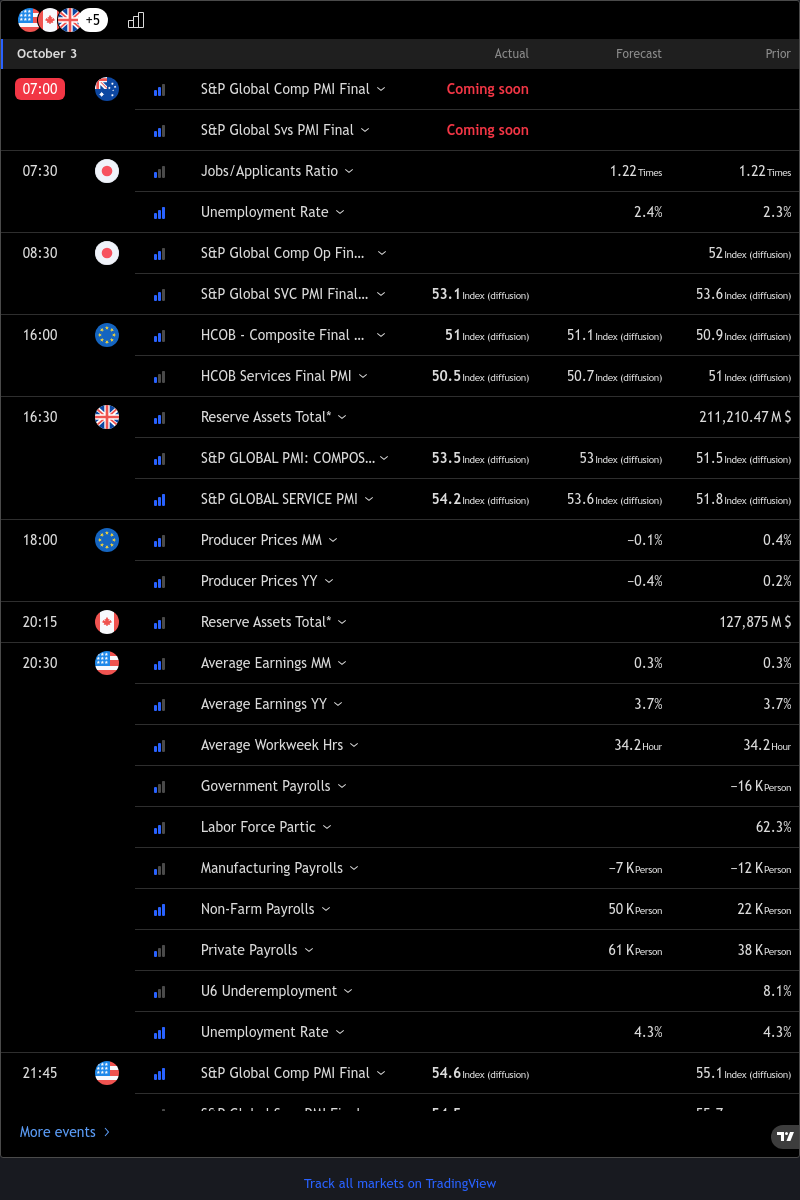 +5
October 3 Actual Forecast Prior
07:00 S&P Global Comp PMI Final Coming soon
S&P Global Svs PMI Final Coming soon
07:30 Jobs/Applicants Ratio 1.22 Times 1.22 Times
Unemployment Rate 2.4% 2.3%
08:30 S&P Global Comp Op Fin... 52 Index (diffusion)
S&P Global SVC PMI Final... 53.1 Index (diffusion) 53.6 Index (diffusion)
16:00 HCOB - Composite Final ... 51 Index (diffusion) 51.1 Index (diffusion) 50.9 Index (diffusion)
HCOB Services Final PMI 50.5 Index (diffusion) 50.7 Index (diffusion) 51 Index (diffusion)
16:30 Reserve Assets Total* 211,210.47 M $
S&P GLOBAL PMI: COMPOS... 53.5 Index (diffusion) 53 Index (diffusion) 51.5 Index (diffusion)
S&P GLOBAL SERVICE PMI 54.2 Index (diffusion) 53.6 Index (diffusion) 51.8 Index (diffusion)
18:00 Producer Prices MM −0.1% 0.4%
Producer Prices YY −0.4% 0.2%
20:15 Reserve Assets Total* 127,875 M $
20:30 Average Earnings MM 0.3% 0.3%
Average Earnings YY 3.7% 3.7%
Average Workweek Hrs 34.2 Hour 34.2 Hour
Government Payrolls −16 K Person
Labor Force Partic 62.3%
Manufacturing Payrolls −7 K Person −12 K Person
Non-Farm Payrolls 50 K Person 22 K Person
Private Payrolls 61 K Person 38 K Person
U6 Underemployment 8.1%
Unemployment Rate 4.3% 4.3%
21:45 S&P Global Comp PMI Final 54.6 Index (diffusion) 55.1 Index (diffusion)
More events
Track all markets on TradingView